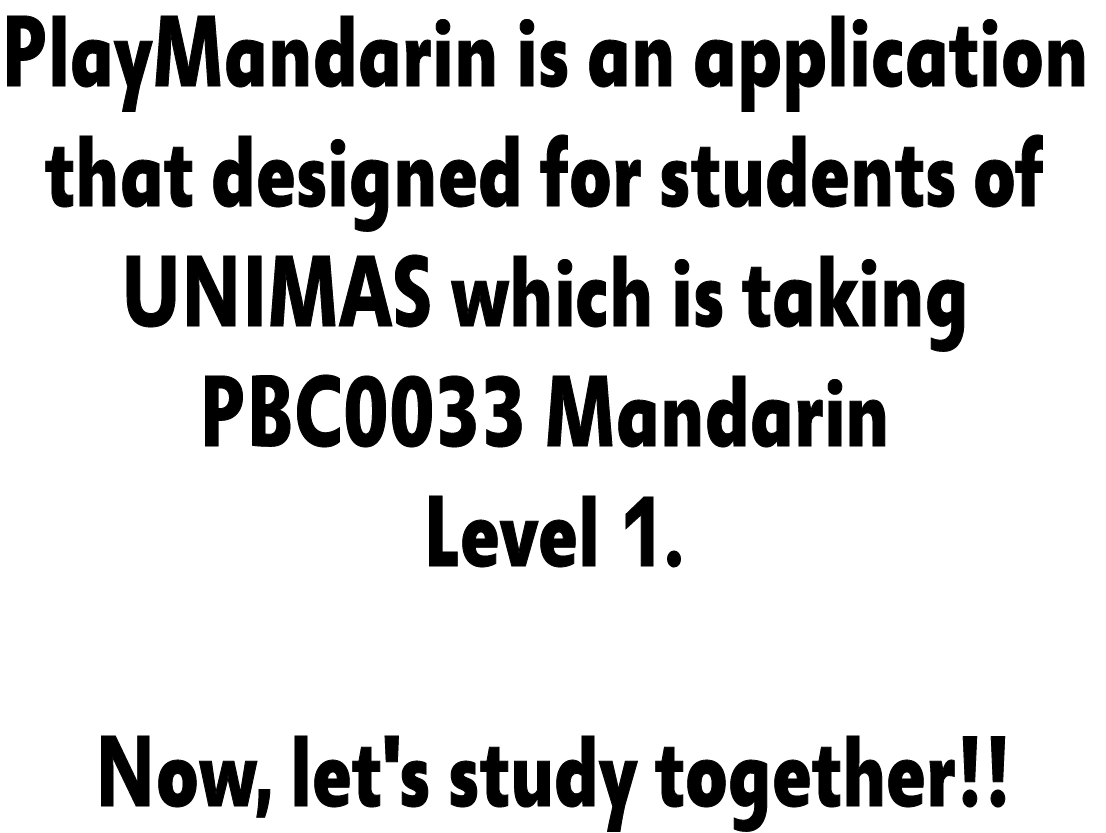 PlayMandarin is an application
that designed for students of
UNIMAS which is taking
PBC0033 Mandarin
Level 1.
Now, let's study together!!